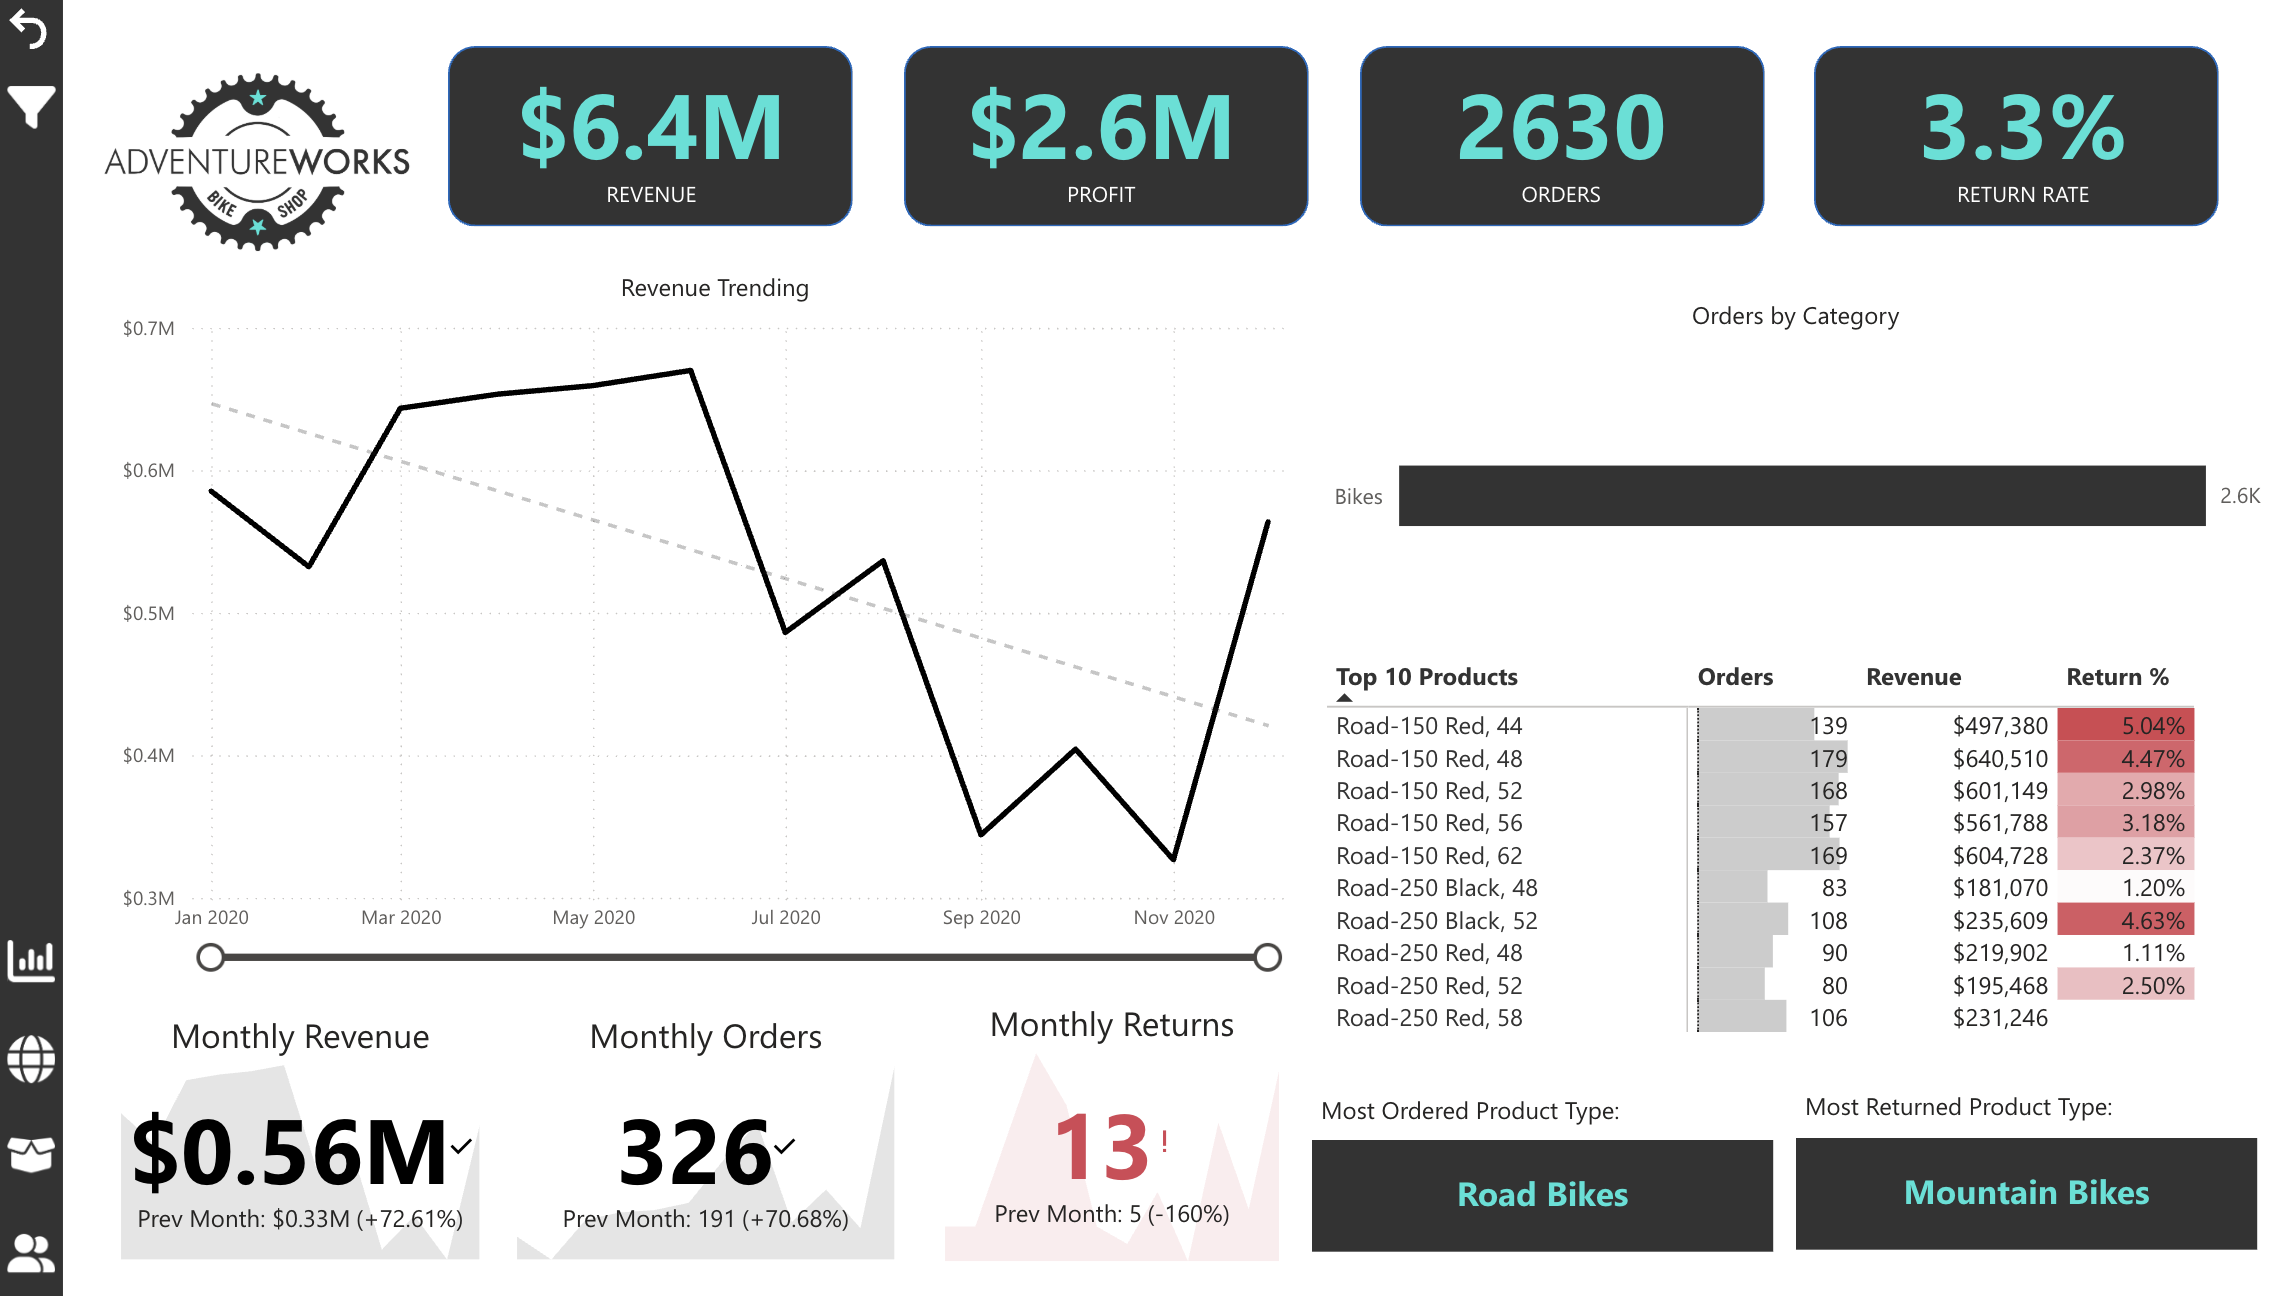 ADVENTUREWORKS
BIKE SHOP
$6.4M
REVENUE
$2.6M
PROFIT
2630
ORDERS
3.3%
RETURN RATE
Revenue Trending
$0.7M
$0.6M
$0.5M
$0.4M
$0.3M
Jan 2020 Mar 2020 May 2020 Jul 2020 Sep 2020 Nov 2020
Orders by Category
Bikes 2.6K
Top 10 Products Orders Revenue Return %
Road-150 Red, 44 139 $497,380 5.04%
Road-150 Red, 48 179 $640,510 4.47%
Road-150 Red, 52 168 $601,149 2.98%
Road-150 Red, 56 157 $561,788 3.18%
Road-150 Red, 62 169 $604,728 2.37%
Road-250 Black, 48 83 $181,070 1.20%
Road-250 Black, 52 108 $235,609 4.63%
Road-250 Red, 48 90 $219,902 1.11%
Road-250 Red, 52 80 $195,468 2.50%
Road-250 Red, 58 106 $231,246
Monthly Revenue
$0.56M✓
Prev Month: $0.33M (+72.61%)
Monthly Orders
326✓
Prev Month: 191 (+70.68%)
Monthly Returns
13!
Prev Month: 5 (-160%)
Most Ordered Product Type:
Road Bikes
Most Returned Product Type:
Mountain Bikes